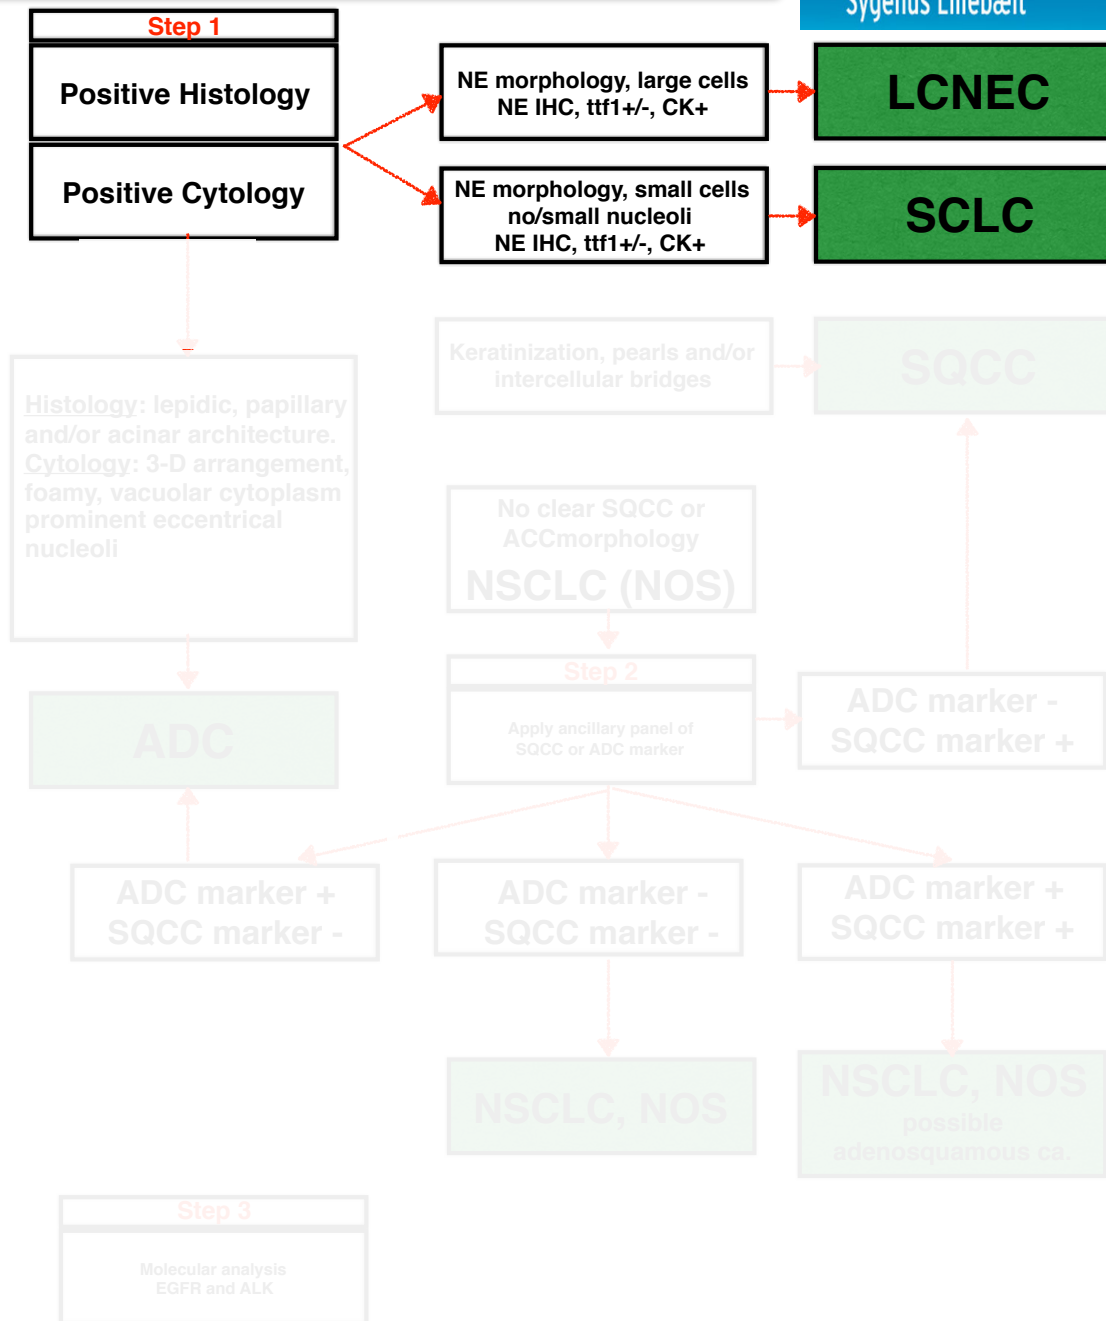 Sygehus Lillebælt
Step 1
Positive Histology
Positive Cytology
NE morphology, large cells
NE IHC, ttf1+/-, CK+
LCNEC
NE morphology, small cells
no/small nucleoli
NE IHC, ttf1+/-, CK+
SCLC
Keratinization, pearls and/or
intercellular bridges
SQCC
Histology: lepidic, papillary
and/or acinar architecture.
Cytology: 3-D arrangement,
foamy, vacuolar cytoplasm
prominent eccentrical
nucleoli
No clear SQCC or
ACCmorphology
NSCLC (NOS)
Step 2
Apply ancillary panel of
SQCC or ADC marker
ADC marker -
SQCC marker +
ADC
ADC marker +
SQCC marker -
ADC marker -
SQCC marker -
ADC marker +
SQCC marker +
NSCLC, NOS
NSCLC, NOS
possible
adenosquamous ca.
Step 3
Molecular analysis
EGFR and ALK